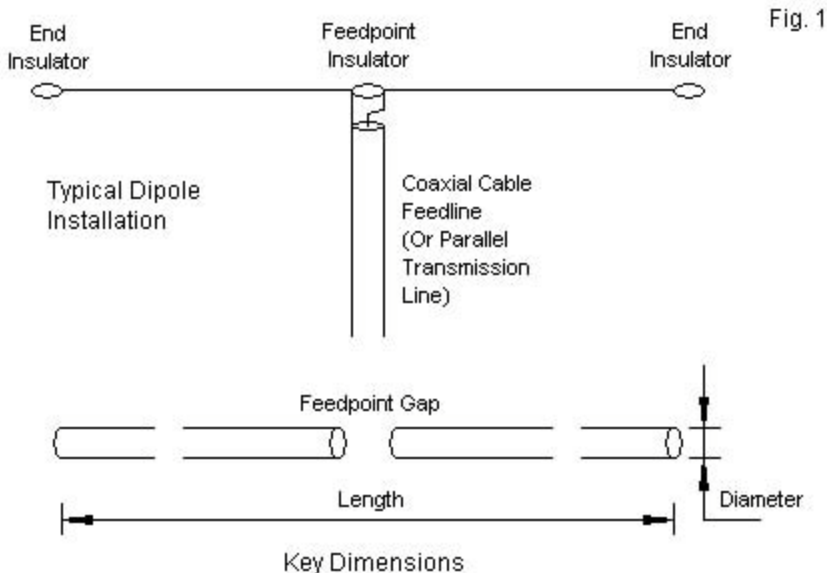 Fig. 1
End
Insulator
Feedpoint
Insulator
End
Insulator
Typical Dipole
Installation
Coaxial Cable
Feedline
(Or Parallel
Transmission
Line)
Feedpoint Gap
Length
Diameter
Key Dimensions